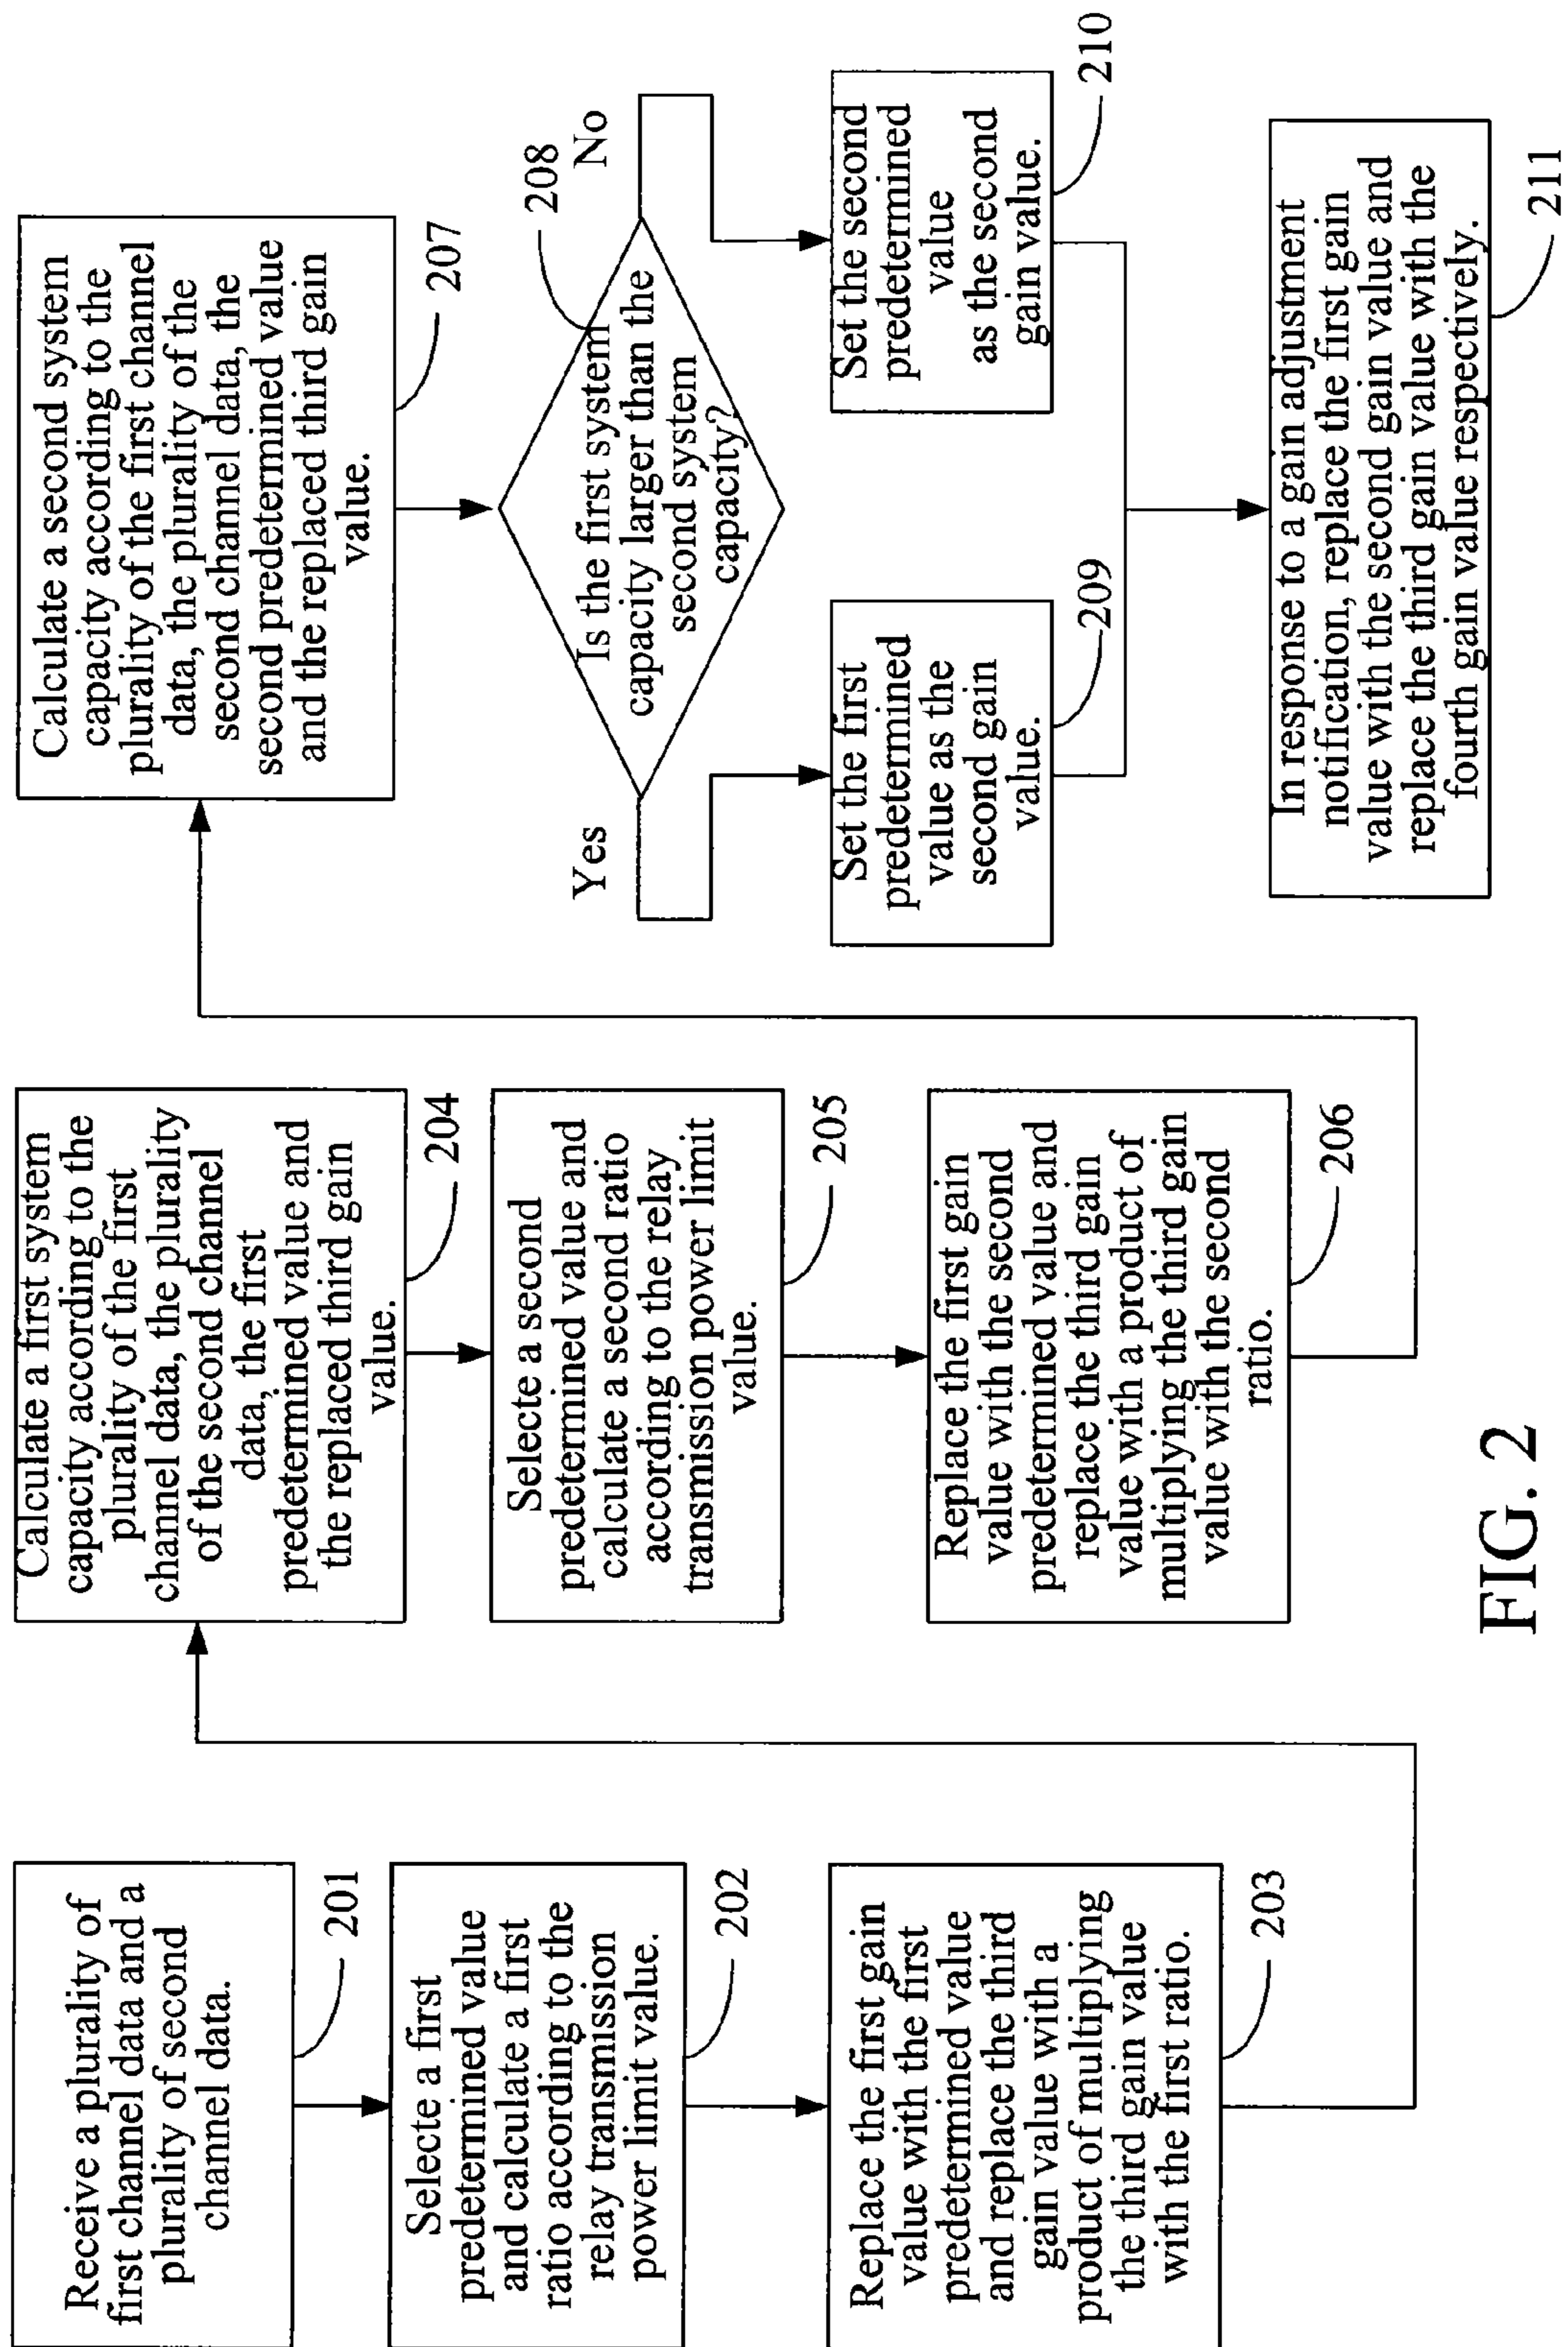 Receive a plurality of
first channel data and a
plurality of second
channel data.
201
Selecte a first
predetermined value
and calculate a first
ratio according to the
relay transmission
power limit value.
202
Replace the first gain
value with the first
predetermined value
and replace the third
gain value with a
product of multiplying
the third gain value
with the first ratio.
203
Calculate a first system
capacity according to the
plurality of the first
channel data, the plurality
of the second channel
data, the first
predetermined value and
the replaced third gain
value.
204
Selecte a second
predetermined value and
calculate a second ratio
according to the relay
transmission power limit
value.
205
Replace the first gain
value with the second
predetermined value and
replace the third gain
value with a product of
multiplying the third gain
value with the second
ratio.
206
Calculate a second system
capacity according to the
plurality of the first channel
data, the plurality of the
second channel data, the
second predetermined value
and the replaced third gain
value.
207
Is the first system
capacity larger than the
second system
capacity?
208
Yes
No
Set the first
predetermined
value as the
second gain
value.
209
Set the second
predetermined
value
as the second
gain value.
210
In response to a gain adjustment
notification, replace the first gain
value with the second gain value and
replace the third gain value with the
fourth gain value respectively.
211
FIG. 2